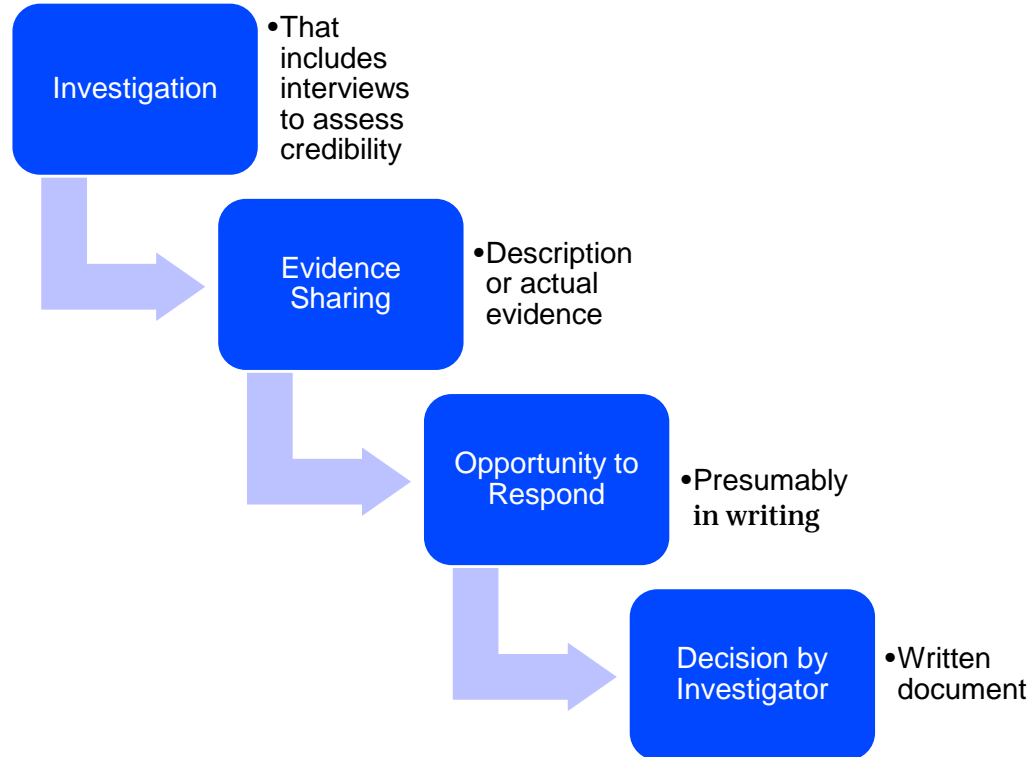 Investigation
•That
includes
interviews
to assess
credibility
Evidence
Sharing
•Description
or actual
evidence
Opportunity to
Respond
•Presumably
in writing
Decision by
Investigator
•Written
document